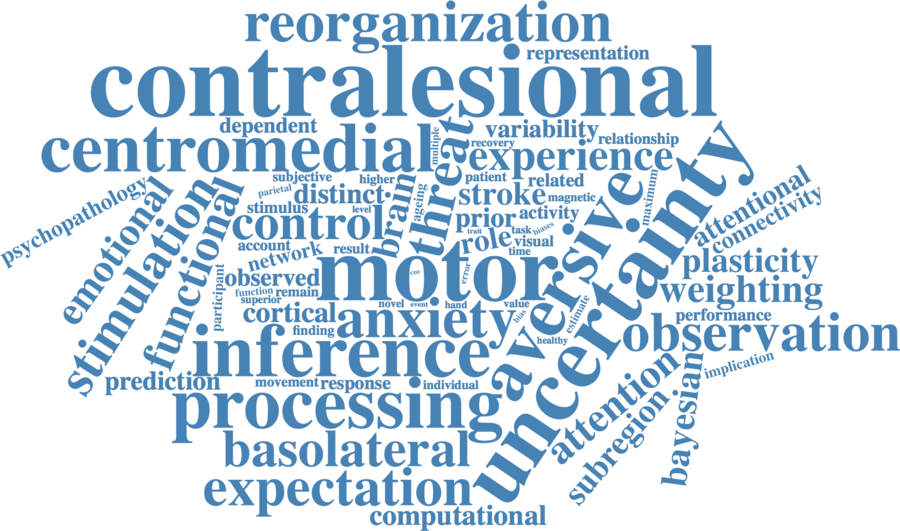 reorganization
representation
contralesional
dependent
variability
relationship
centromedial
multiple
recovery
threat
experience
subjective
higher
patient
related
psychopathology
parietal
distinct
brain
ageing
stroke
magnetic
maximum
attentional
emotional
stimulation
functional
stimulus
level
control
prior
activity
aversive
uncertainty
connectivity
account
network
result
role
trait
task
biases
visual
time
plasticity
participant
observed
cue
motor
error
weighting
function
remain
superior
novel
event
hand
value
bias
estimate
cortical
anxiety
performance
finding
healthy
observation
inference
implication
prediction
movement
response
individual
attention
bayesian
processing
subregion
basolateral
expectation
computational